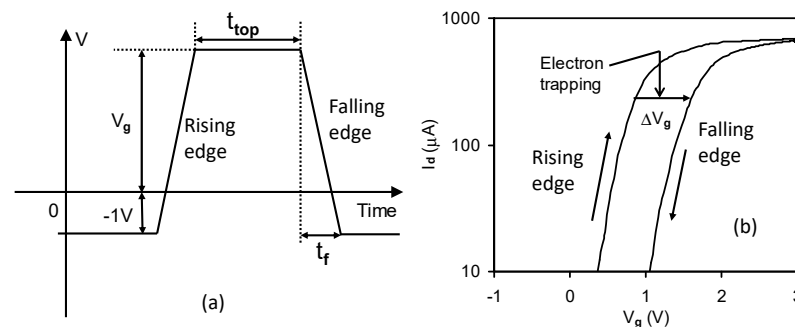 V
t_top
V_g
Rising
edge
Falling
edge
0
-1V
Time
t_f
(a)
(b)
1000
100
10
I_d (μA)
Electron
trapping
ΔV_g
Rising
edge
Falling
edge
-1 0 1 2 3
V_g (V)